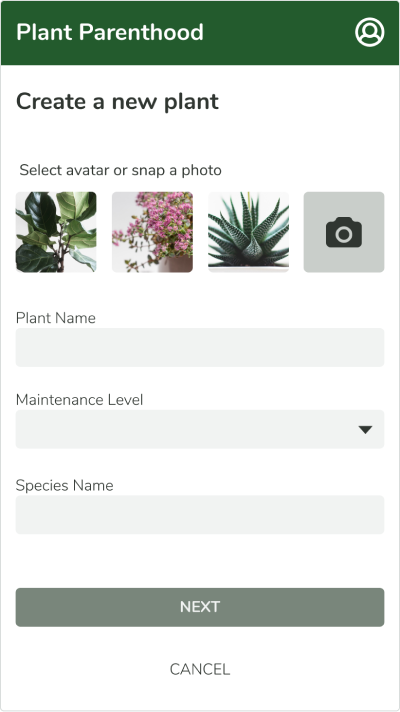 Plant Parenthood
Create a new plant
Select avatar or snap a photo
Plant Name
Maintenance Level
Species Name
NEXT
CANCEL